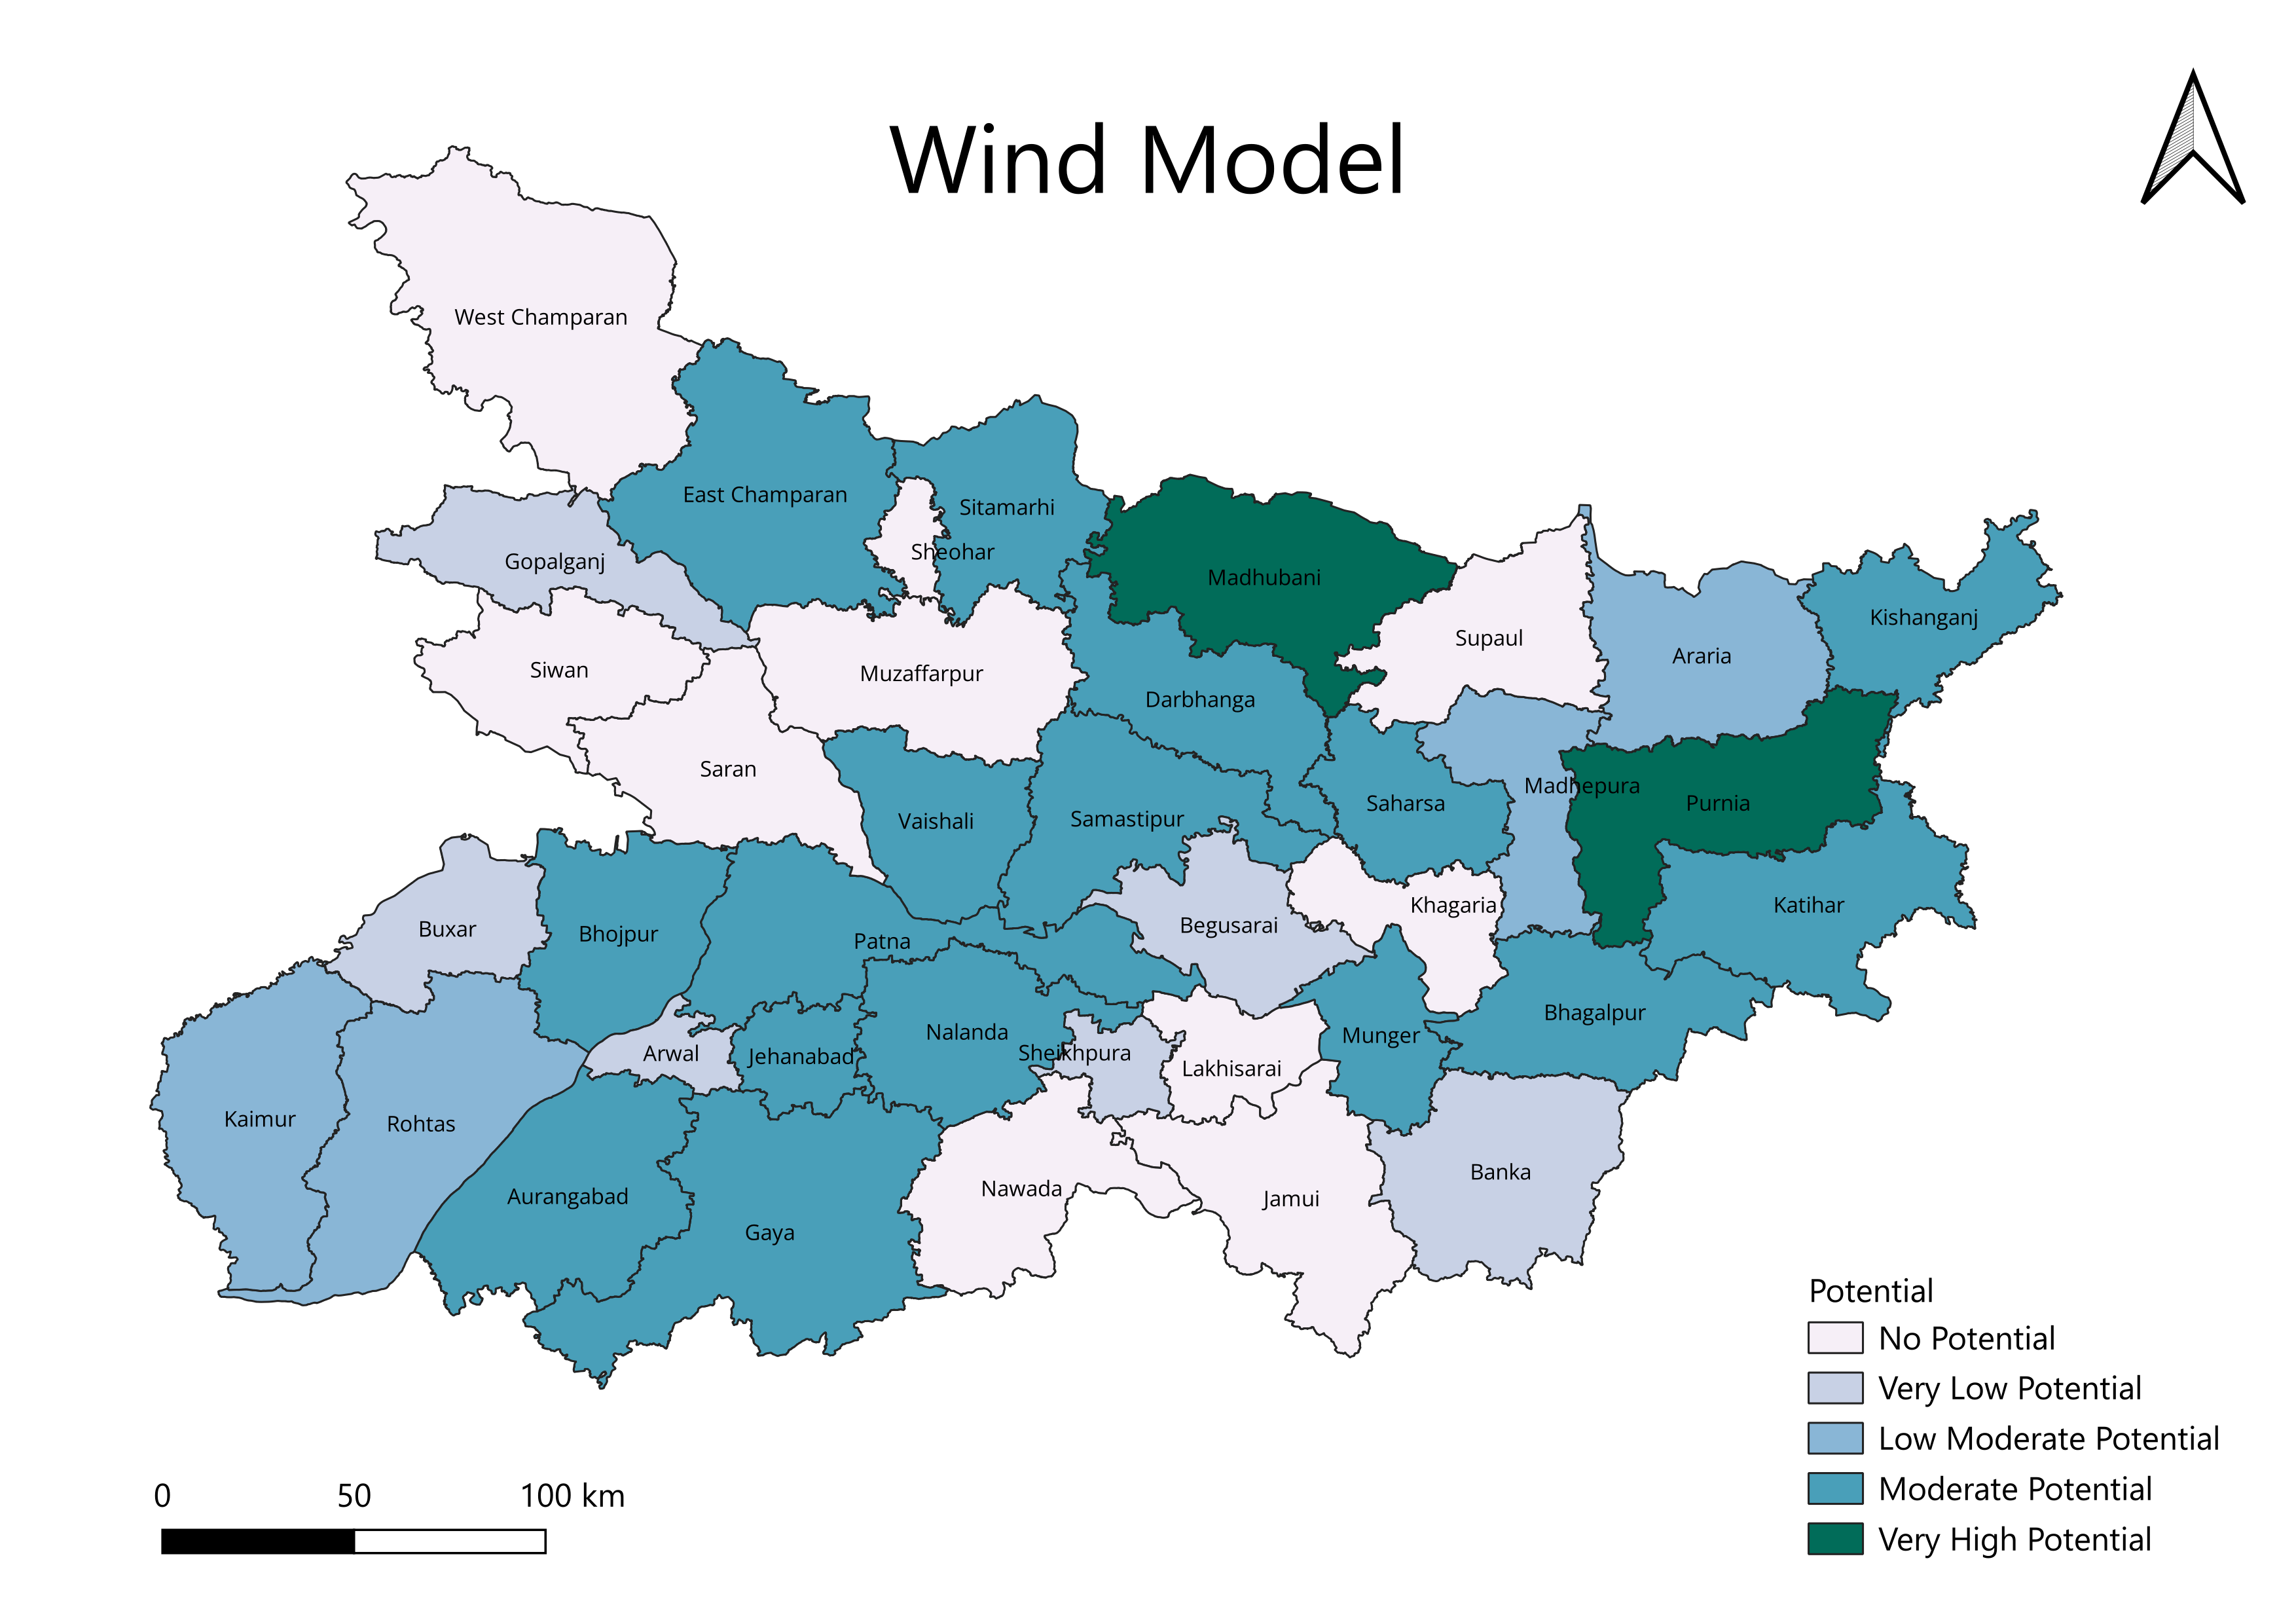 Wind Model
West Champaran
East Champaran
Sitamarhi
Sheohar
Gopalganj
Madhubani
Kishanganj
Supaul
Araria
Siwan
Muzaffarpur
Darbhanga
Saran
Madhepura
Purnia
Saharsa
Vaishali
Samastipur
Khagaria
Katihar
Begusarai
Buxar
Bhojpur
Patna
Bhagalpur
Nalanda
Munger
Arwal
Jehanabad
Sheikhpura
Lakhisarai
Kaimur
Rohtas
Banka
Nawada
Aurangabad
Jamui
Gaya
Potential
No Potential
Very Low Potential
Low Moderate Potential
Moderate Potential
Very High Potential
0 50 100 km